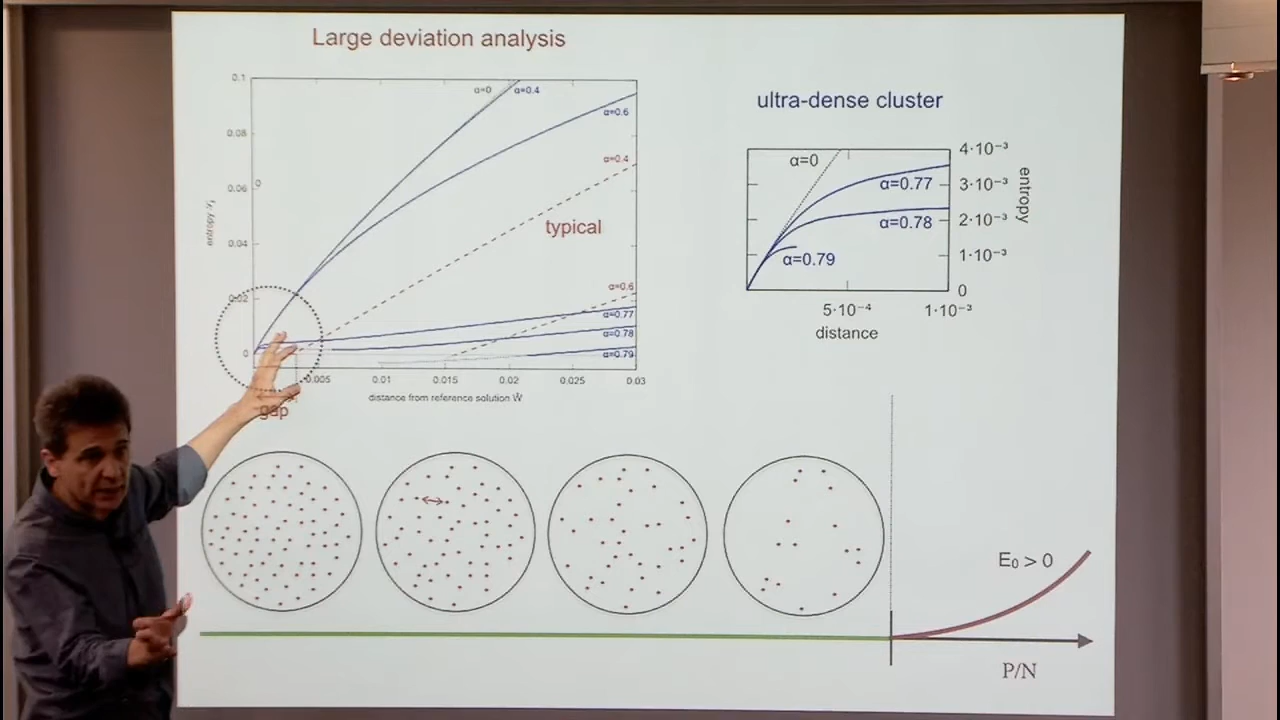 Large deviation analysis
0.1
0.08
0.06
0.04
0.02
0
entropy
0
α=0
α=0.4
α=0.6
α=0.4
typical
α=0.6
α=0.77
α=0.78
α=0.79
0.005
0.01
0.015
0.02
0.025
0.03
distance from reference solution W̃
gap
ultra-dense cluster
α=0
α=0.77
α=0.78
α=0.79
4·10⁻³
3·10⁻³
2·10⁻³
1·10⁻³
0
entropy
5·10⁻⁴
1·10⁻³
distance
E₀ > 0
P/N